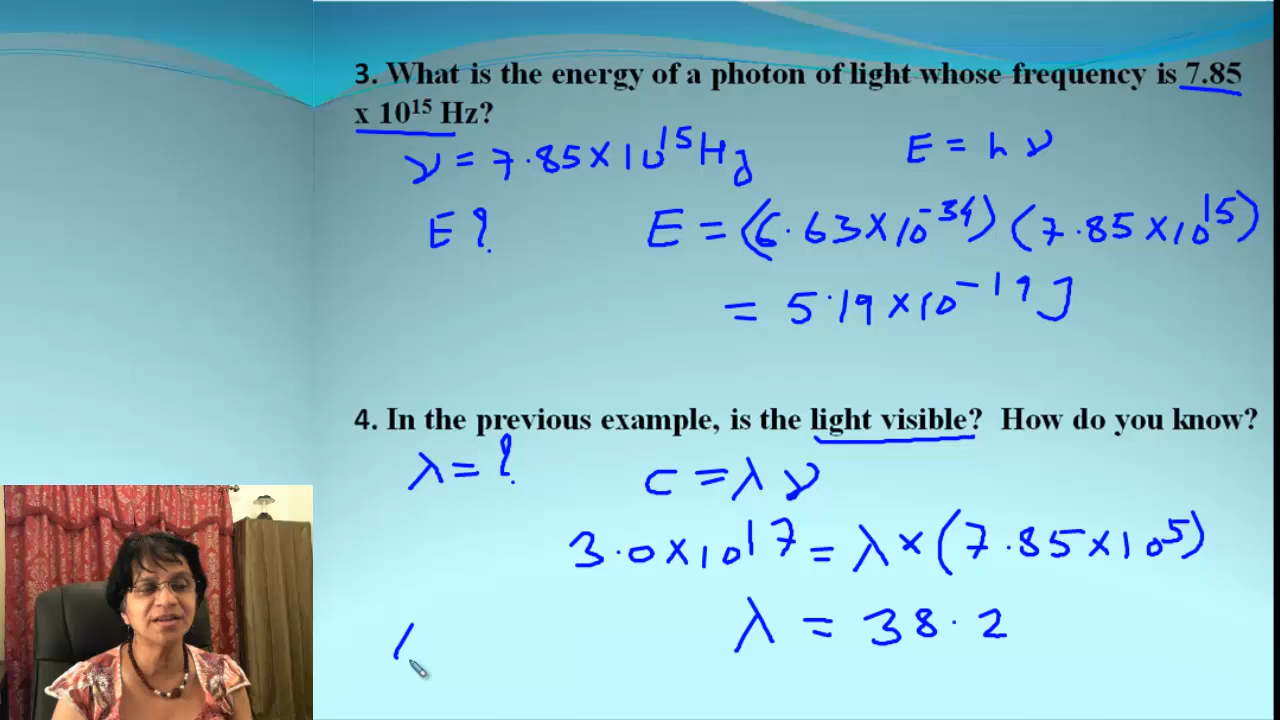 3. What is the energy of a photon of light whose frequency is 7.85
x 10¹⁵ Hz?
ν = 7.85 × 10¹⁵ Hz
E = h ν
E ?
E = (6.63 × 10⁻³⁴) (7.85 × 10¹⁵)
= 5.19 × 10⁻¹⁹ J
4. In the previous example, is the light visible? How do you know?
λ = ?
c = λ ν
3.0 × 10¹⁷ = λ × (7.85 × 10⁵)
λ = 38.2